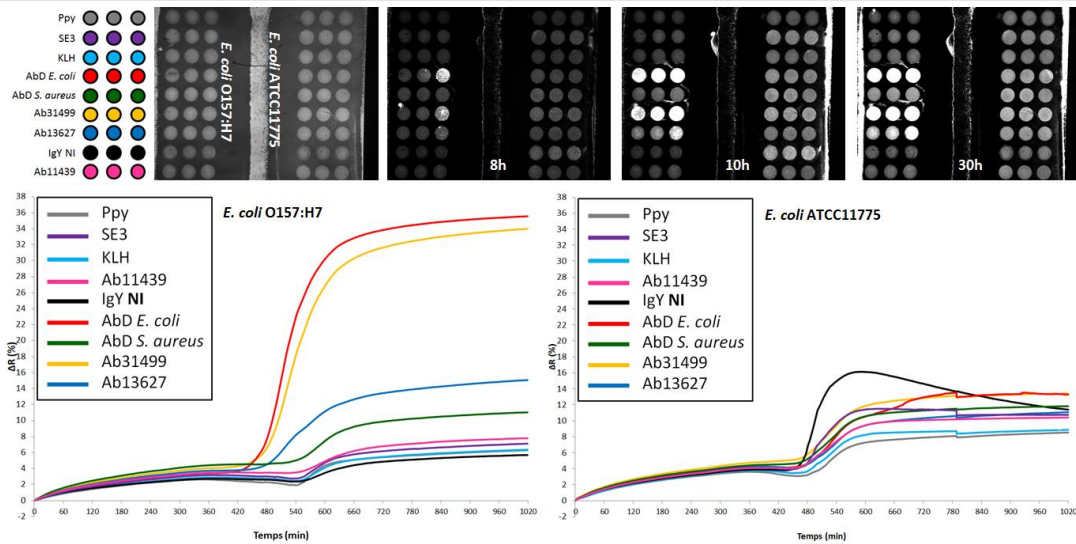 Ppy
SE3
KLH
AbD E. coli
AbD S. aureus
Ab31499
Ab13627
IgY NI
Ab11439
E. coli O157:H7
E. coli ATCC11775
8h
10h
30h
E. coli O157:H7
Ppy
SE3
KLH
Ab11439
IgY NI
AbD E. coli
AbD S. aureus
Ab31499
Ab13627
ΔR (%)
38
36
34
32
30
28
26
24
22
20
18
16
14
12
10
8
6
4
2
0
-2
0 60 120 180 240 300 360 420 480 540 600 660 720 780 840 900 960 1020
Temps (min)
E. coli ATCC11775
Ppy
SE3
KLH
Ab11439
IgY NI
AbD E. coli
AbD S. aureus
Ab31499
Ab13627
ΔR (%)
38
36
34
32
30
28
26
24
22
20
18
16
14
12
10
8
6
4
2
0
-2
0 60 120 180 240 300 360 420 480 540 600 660 720 780 840 900 960 1020
Temps (min)